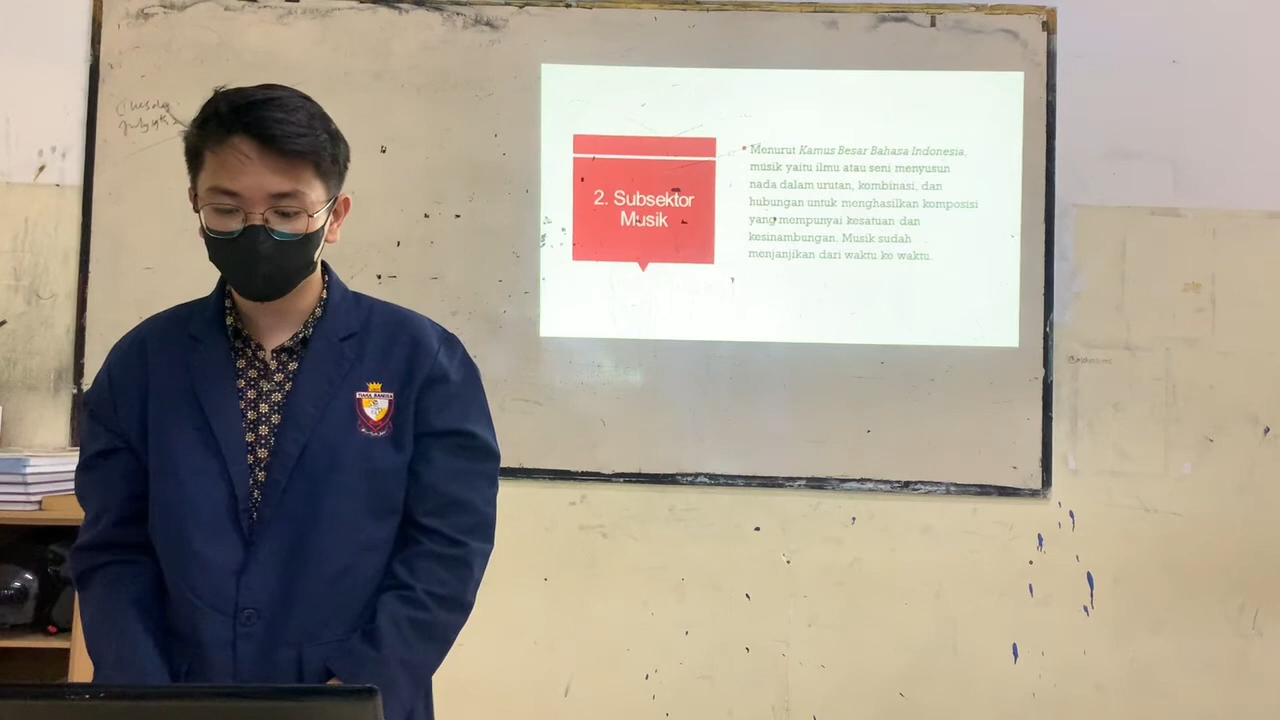 Tuesday
2. Subsektor
Musik
• Menurut Kamus Besar Bahasa Indonesia,
musik yaitu ilmu atau seni menyusun
nada dalam urutan, kombinasi, dan
hubungan untuk menghasilkan komposisi
yang mempunyai kesatuan dan
kesinambungan. Musik sudah
menjanjikan dari waktu ke waktu.